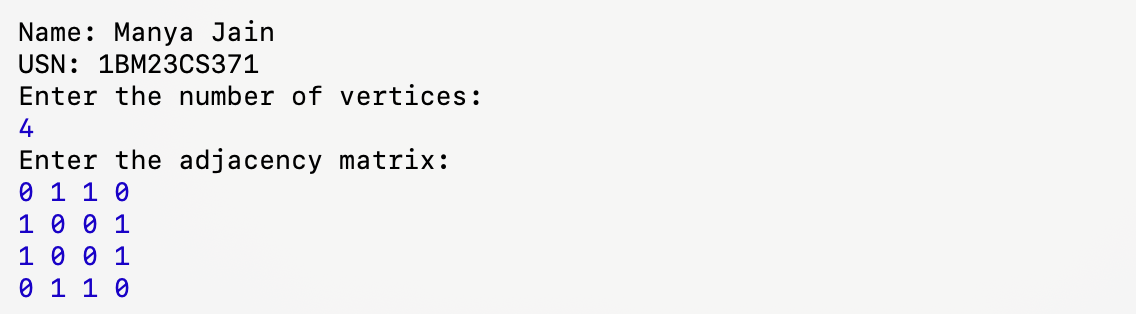 Name: Manya Jain
USN: 1BM23CS371
Enter the number of vertices:
4
Enter the adjacency matrix:
0 1 1 0
1 0 0 1
1 0 0 1
0 1 1 0